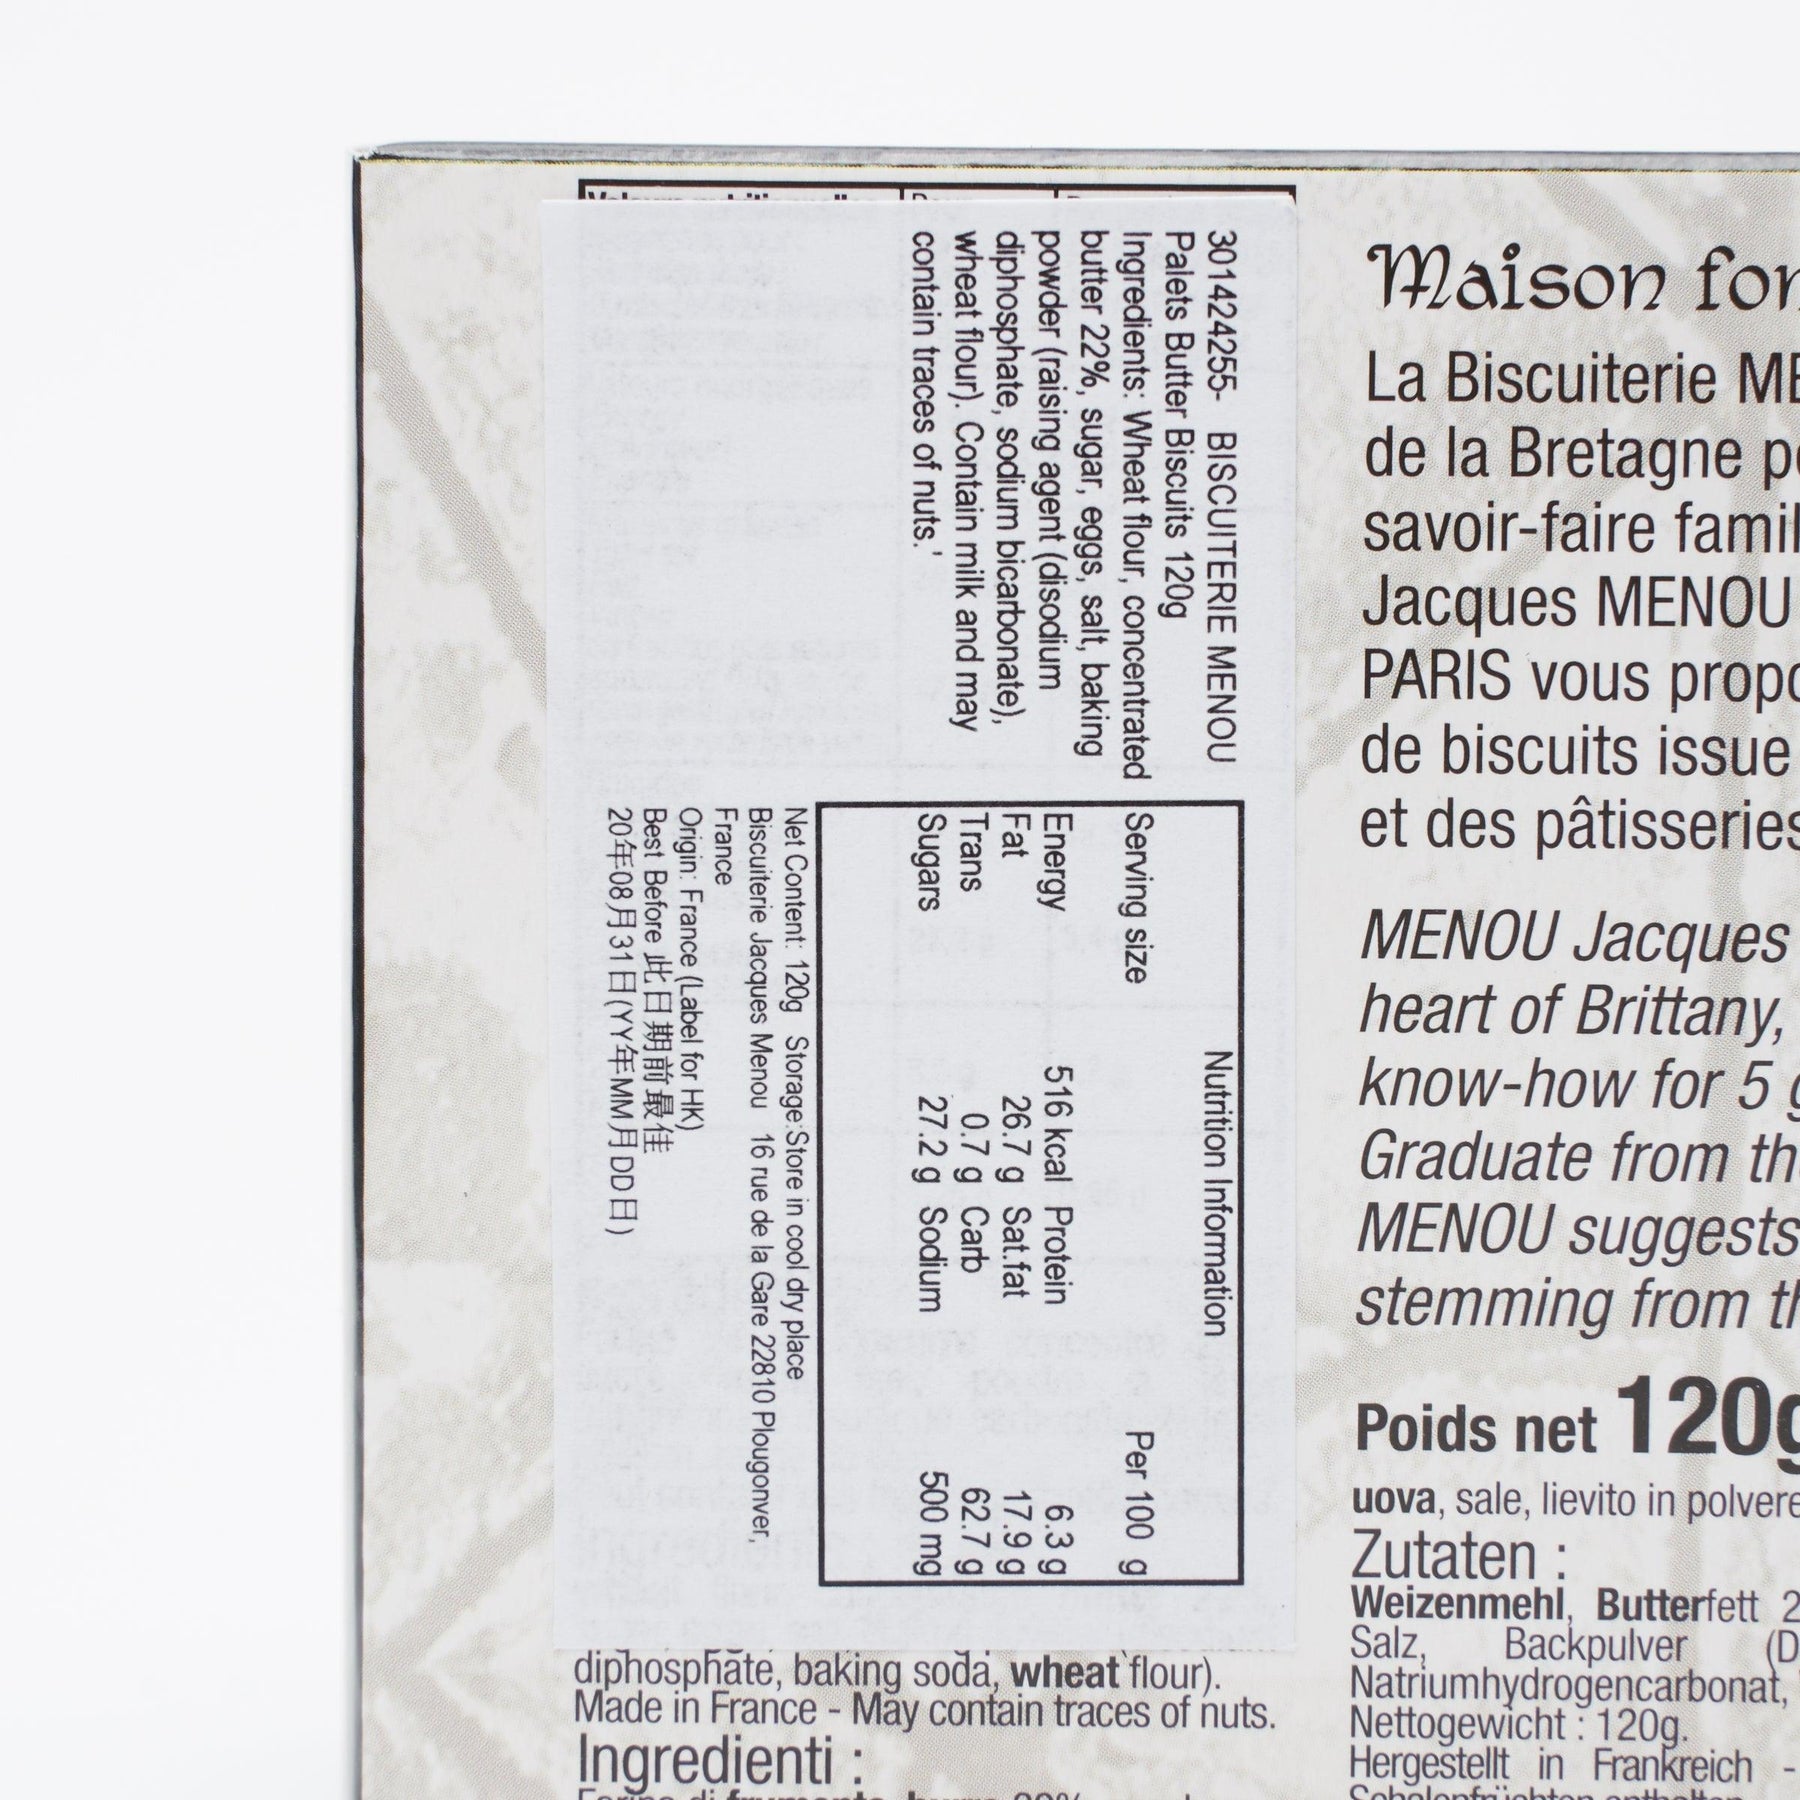 301424255- BISCUITERIE MENOU
Palets Butter Biscuits 120g
Ingredients: Wheat flour, concentrated
butter 22%, sugar, eggs, salt, baking
powder (raising agent (disodium
diphosphate, sodium bicarbonate),
wheat flour). Contain milk and may
contain traces of nuts.'
Nutrition Information
Serving size Per 100 g
Energy 516 kcal Protein 6.3 g
Fat 26.7 g Sat.fat 17.9 g
Trans 0.7 g Carb 62.7 g
Sugars 27.2 g Sodium 500 mg
Net Content: 120g Storage:Store in cool dry place
Biscuiterie Jacques Menou 16 rue de la Gare 22810 Plougonver,
France
Origin: France (Label for HK)
Best Before 此日期前最佳
20年08月31日(YY年MM月DD日)
diphosphate, baking soda, wheat flour).
Made in France - May contain traces of nuts.
Ingredienti :
Maison
La Biscuiterie
de la Bretagne
savoir-faire
Jacques MENOU
PARIS vous
de biscuits issue
et des pâtisseries
MENOU Jacques
heart of Brittany,
know-how for 5
Graduate from
MENOU suggests
stemming from
Poids net 120g
uova, sale, lievito in polvere
Zutaten :
Weizenmehl, Butterfett
Salz, Backpulver
Natriumhydrogencarbonat,
Nettogewicht : 120g.
Hergestellt in Frankreich -